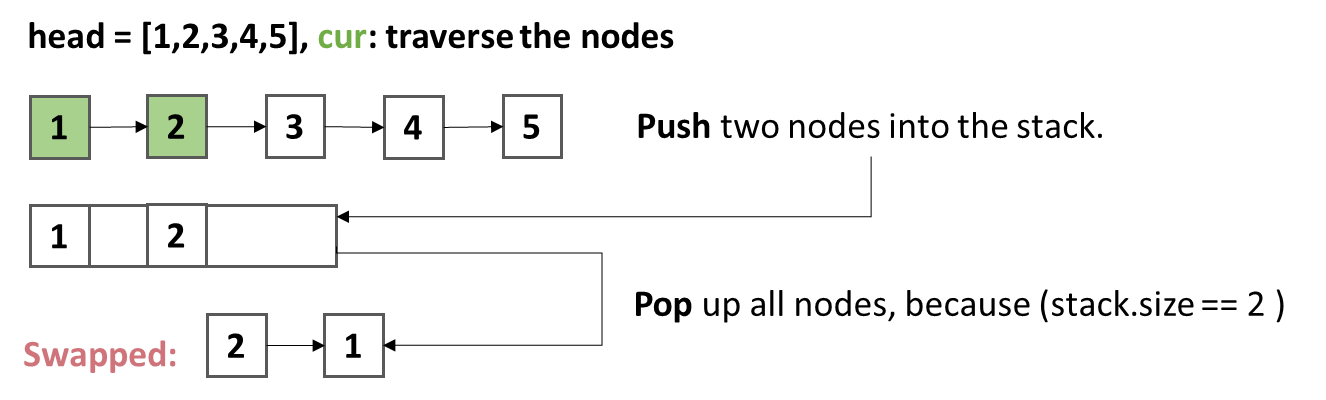 head = [1,2,3,4,5], cur: traverse the nodes
1 2 3 4 5 Push two nodes into the stack.
1 2
Pop up all nodes, because (stack.size == 2 )
Swapped: 2 1